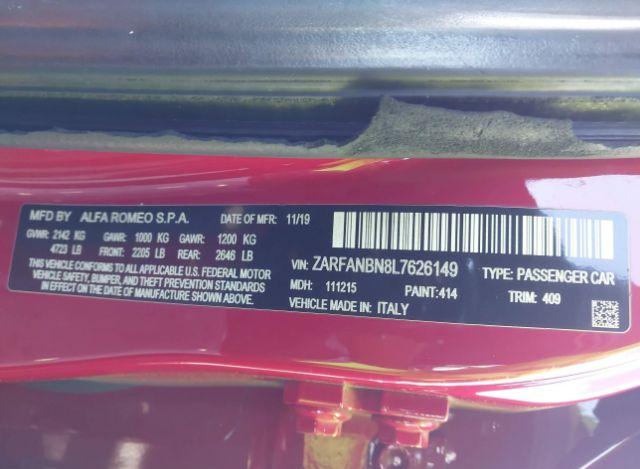 MFD BY ALFA ROMEO S.P.A. DATE OF MFR: 11/19
GVWR: 2142 KG GAWR: 1000 KG GAWR: 1200 KG
4723 LB FRONT: 2205 LB REAR: 2646 LB
THIS VEHICLE CONFORMS TO ALL APPLICABLE U.S. FEDERAL MOTOR
VEHICLE SAFETY, BUMPER, AND THEFT PREVENTION STANDARDS
IN EFFECT ON THE DATE OF MANUFACTURE SHOWN ABOVE
VIN: ZARFANBN8L7626149 TYPE: PASSENGER CAR
MDH: 111215 PAINT: 414 TRIM: 409
VEHICLE MADE IN: ITALY